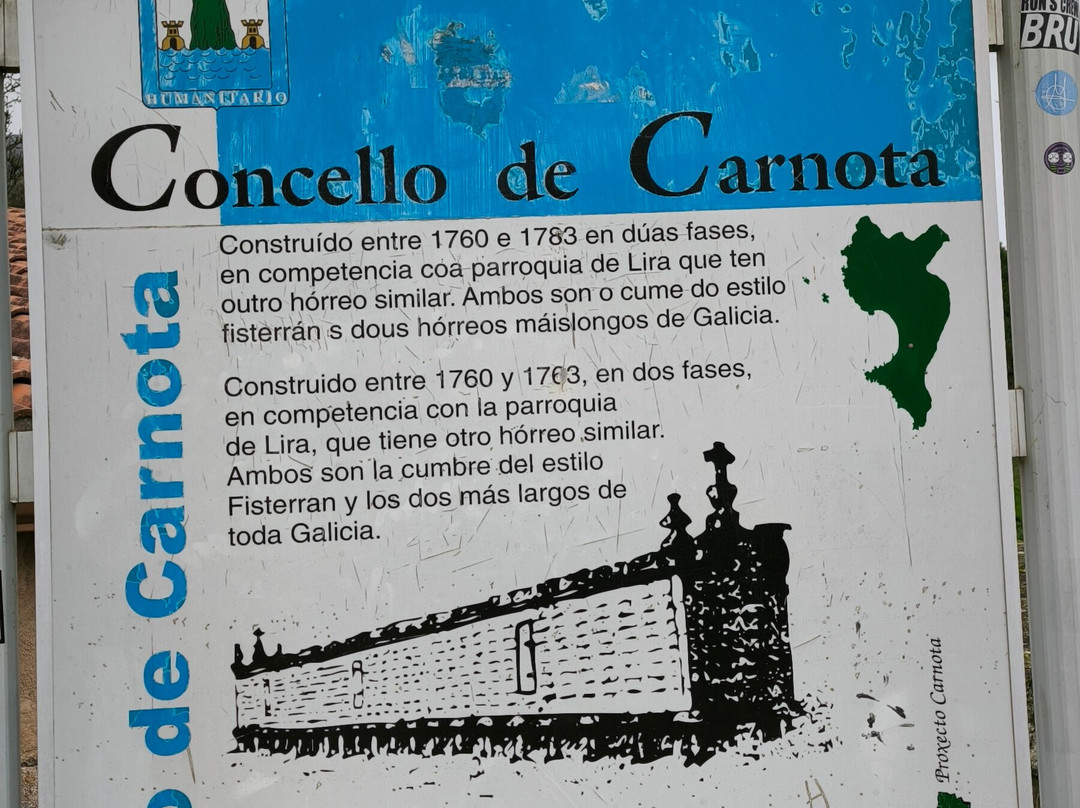 HUMANITARIO
Concello de Carnota
Construído entre 1760 e 1783 en dúas fases,
en competencia coa parroquia de Lira que ten
outro hórreo similar. Ambos son o cume do estilo
fisterrán s dous hórreos máislongos de Galicia.
Construido entre 1760 y 1763, en dos fases,
en competencia con la parroquia
de Lira, que tiene otro hórreo similar.
Ambos son la cumbre del estilo
Fisterran y los dos más largos de
toda Galicia.
de Carnota
Proxecto Carnota
BRU